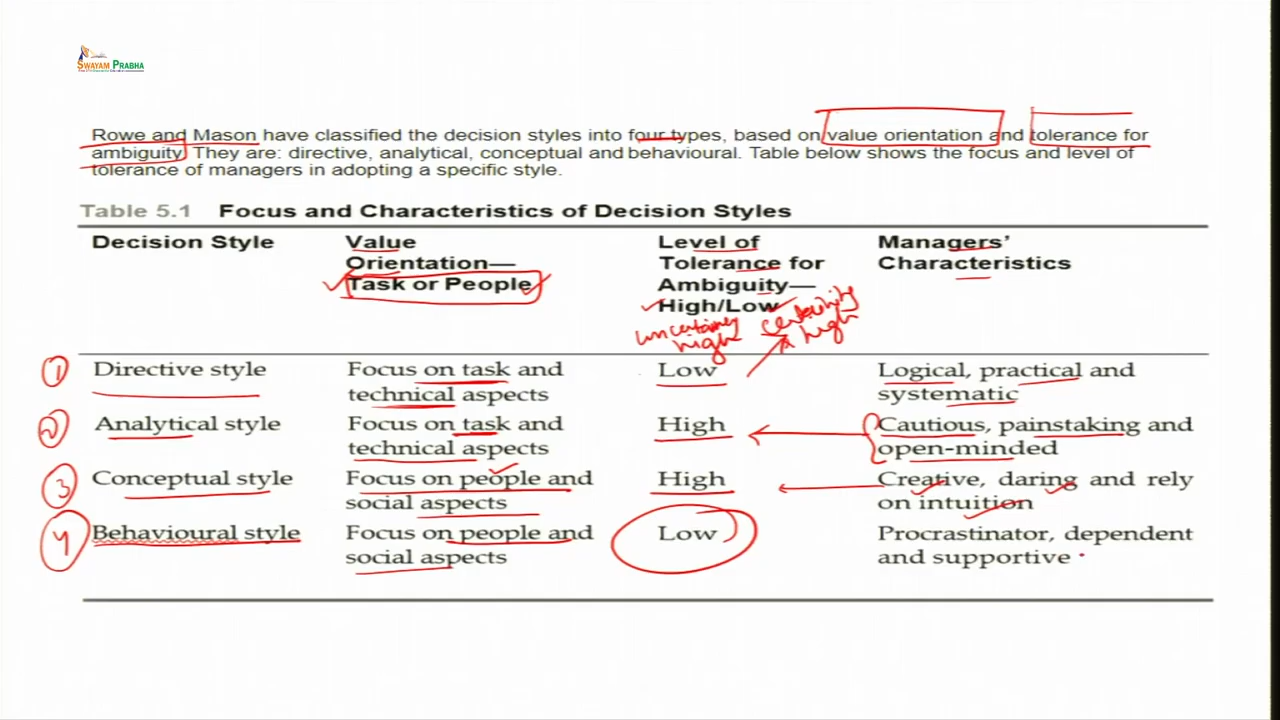 SWAYAM PRABHA
Rowe and Mason have classified the decision styles into four types, based on value orientation and tolerance for
ambiguity. They are: directive, analytical, conceptual and behavioural. Table below shows the focus and level of
tolerance of managers in adopting a specific style.
Table 5.1 Focus and Characteristics of Decision Styles
Decision Style Value Orientation— Task or People Level of Tolerance for Ambiguity— High/Low Managers' Characteristics
uncertainity high certainity high
1 Directive style Focus on task and technical aspects Low Logical, practical and systematic
2 Analytical style Focus on task and technical aspects High Cautious, painstaking and open-minded
3 Conceptual style Focus on people and social aspects High Creative, daring and rely on intuition
4 Behavioural style Focus on people and social aspects Low Procrastinator, dependent and supportive